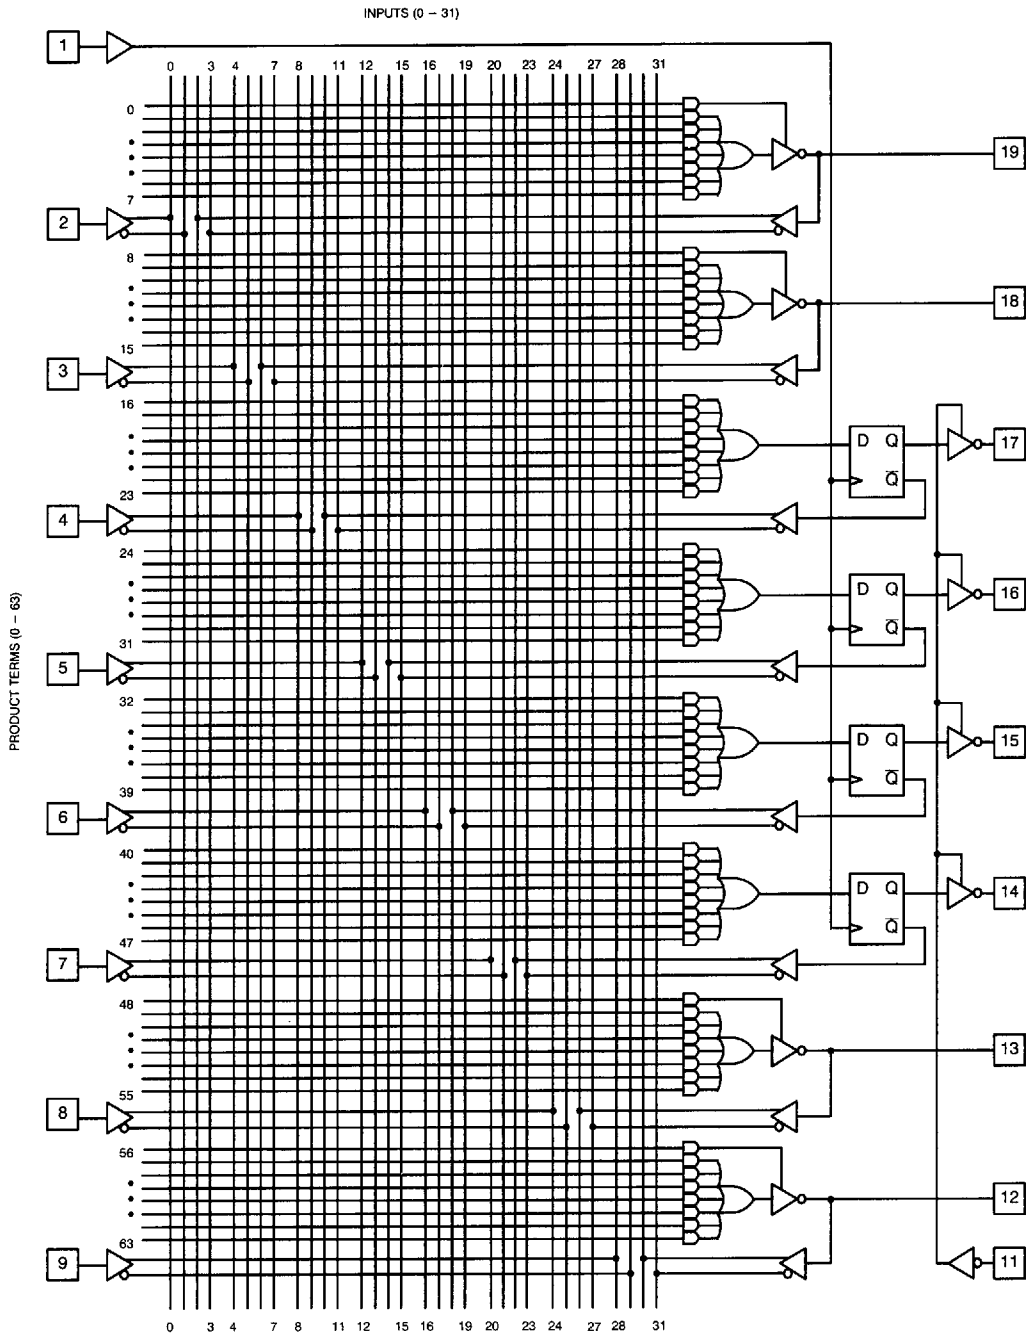 INPUTS (0 – 31)
1
0 3 4 7 8 11 12 15 16 19 20 23 24 27 28 31
0
7
19
2
8
15
18
3
16
23
D Q
Q̅
17
4
24
31
D Q
Q̅
16
5
PRODUCT TERMS (0 – 63)
32
39
D Q
Q̅
15
6
40
47
D Q
Q̅
14
7
48
55
13
8
56
63
12
9
11
0 3 4 7 8 11 12 15 16 19 20 23 24 27 28 31